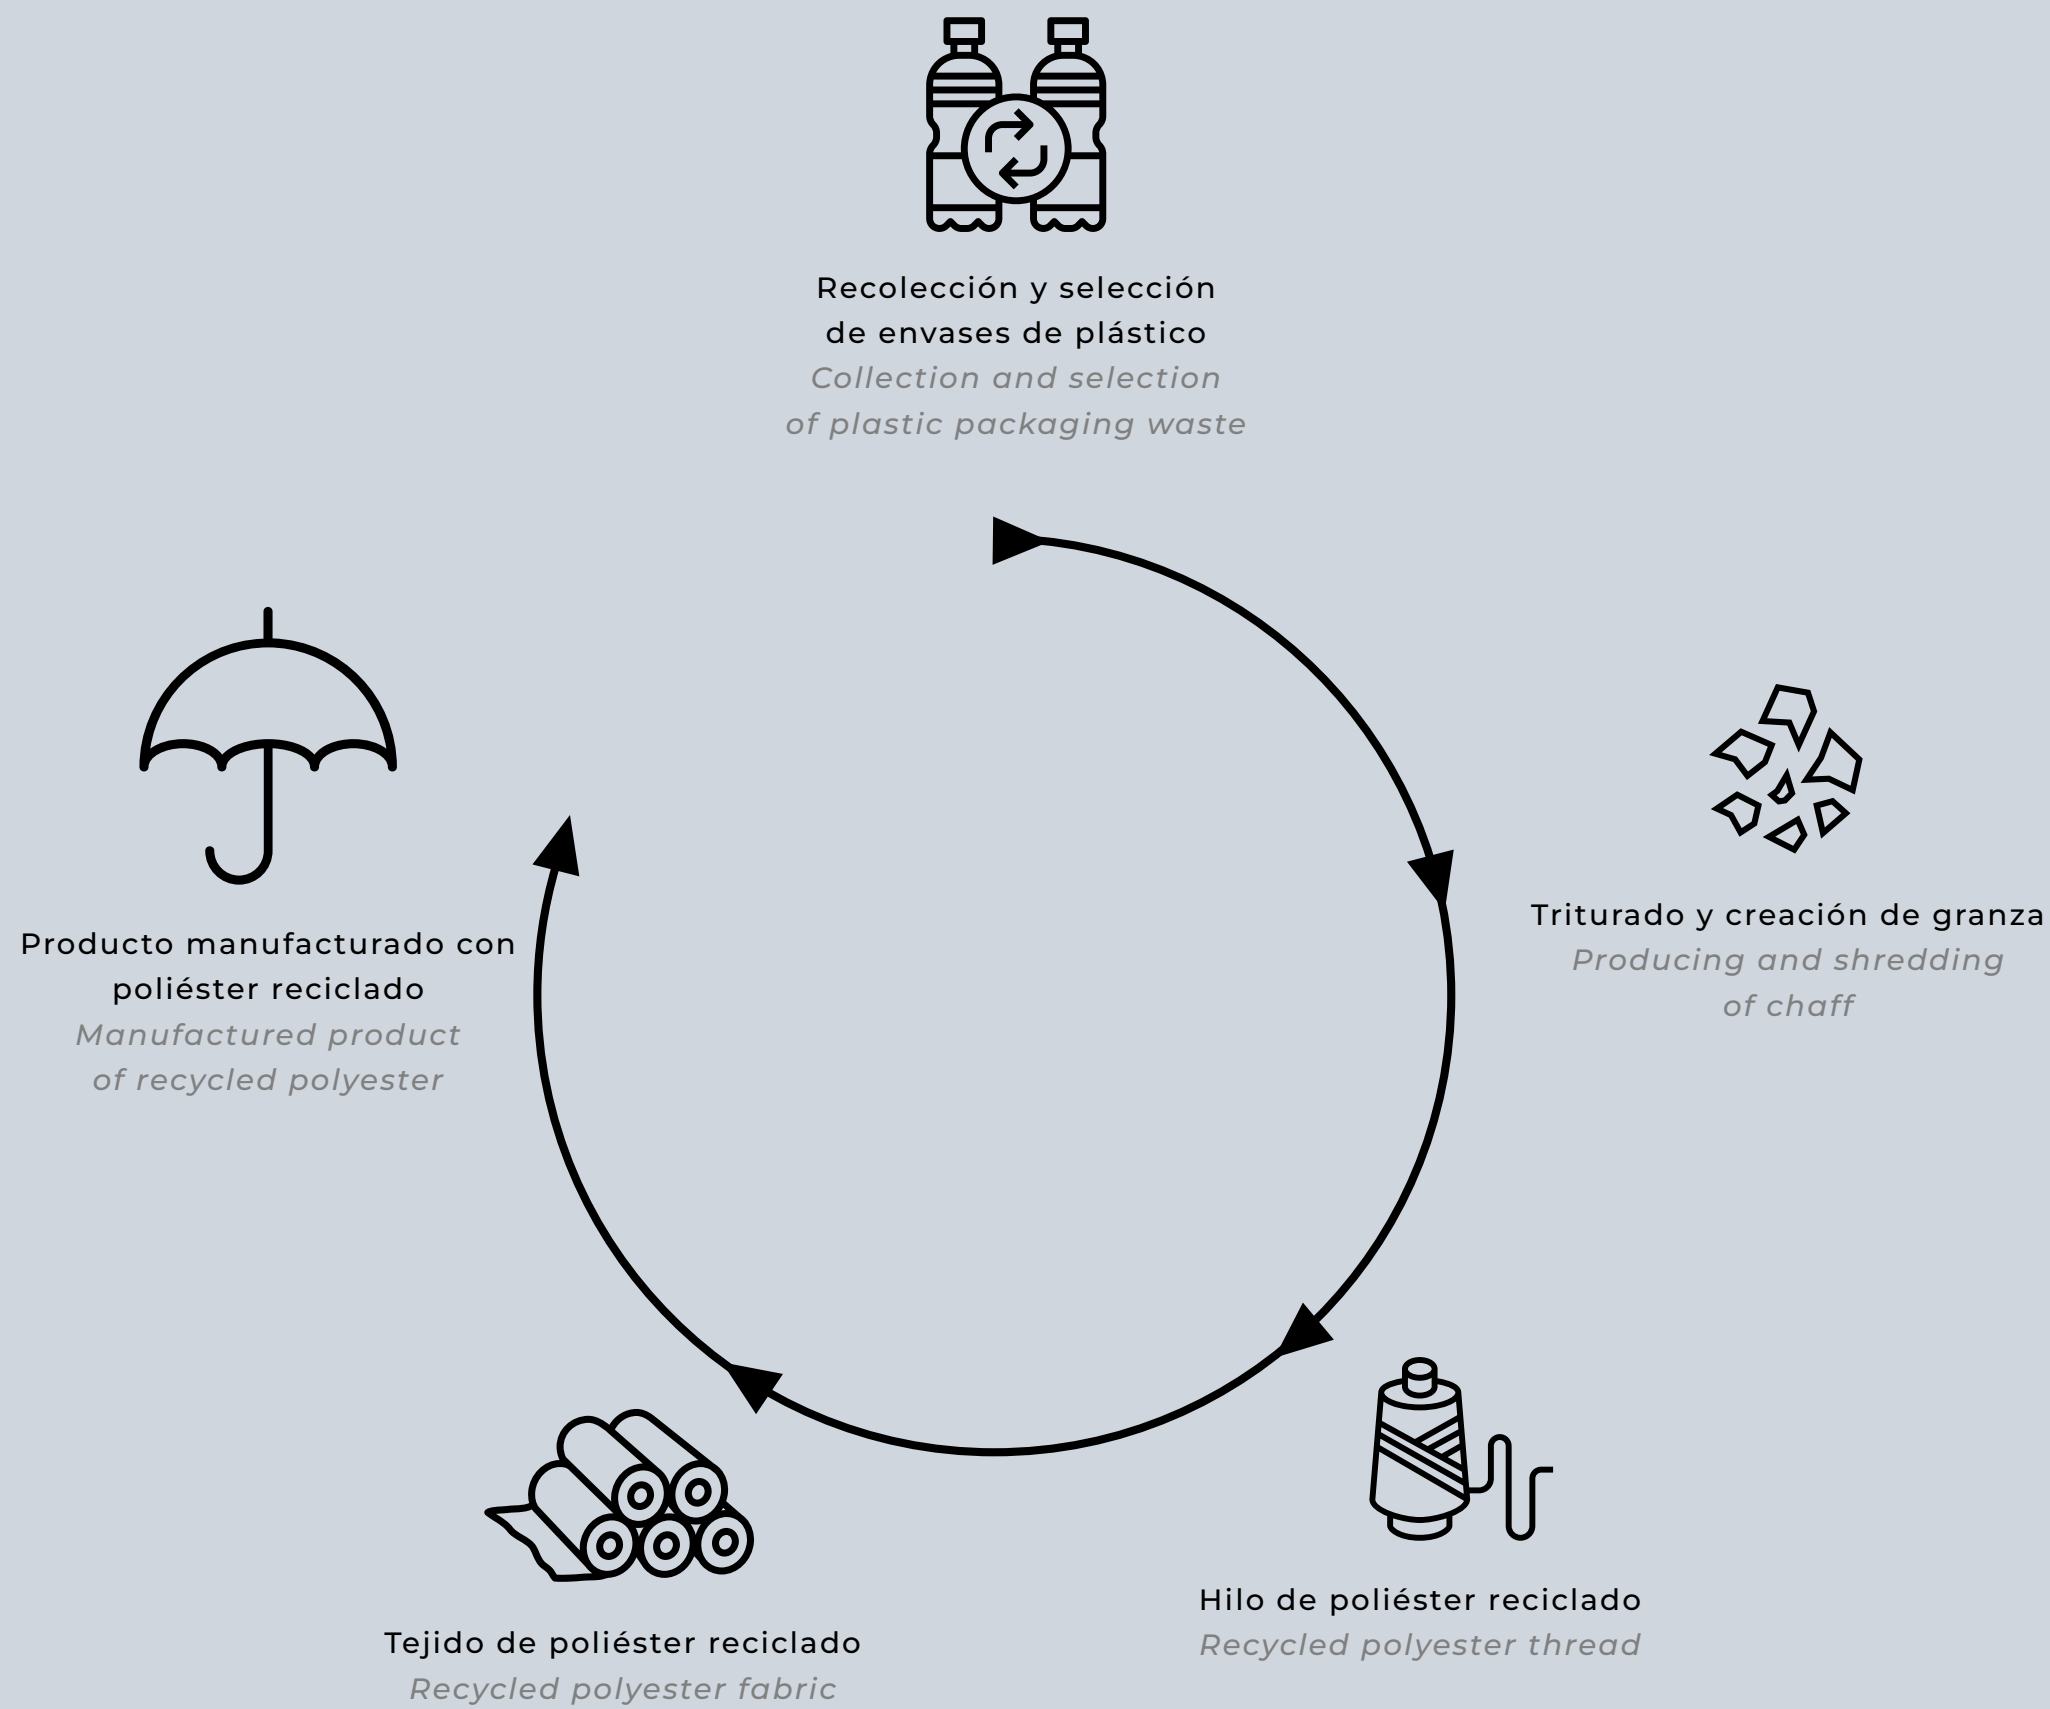 Recolección y selección
de envases de plástico
Collection and selection
of plastic packaging waste
Triturado y creación de granza
Producing and shredding
of chaff
Hilo de poliéster reciclado
Recycled polyester thread
Tejido de poliéster reciclado
Recycled polyester fabric
Producto manufacturado con
poliéster reciclado
Manufactured product
of recycled polyester